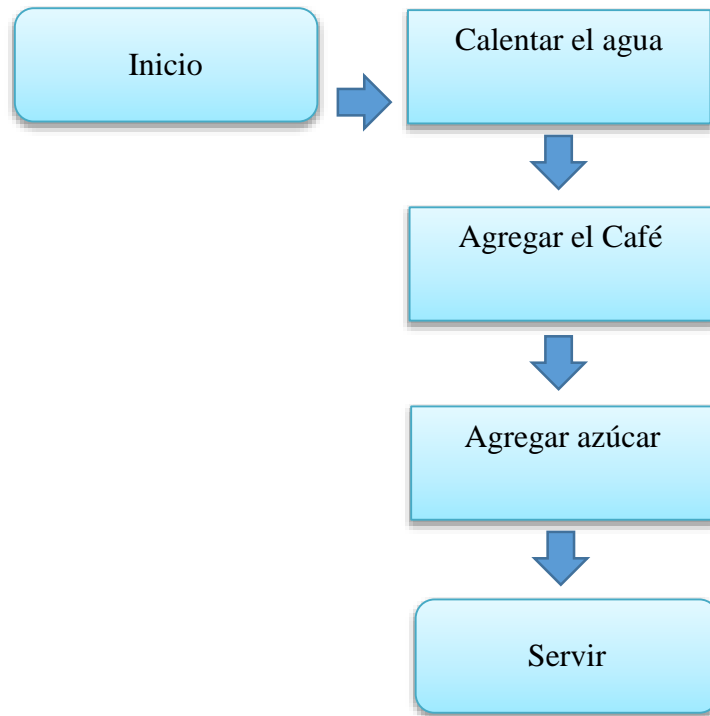 Inicio
Calentar el agua
Agregar el Café
Agregar azúcar
Servir